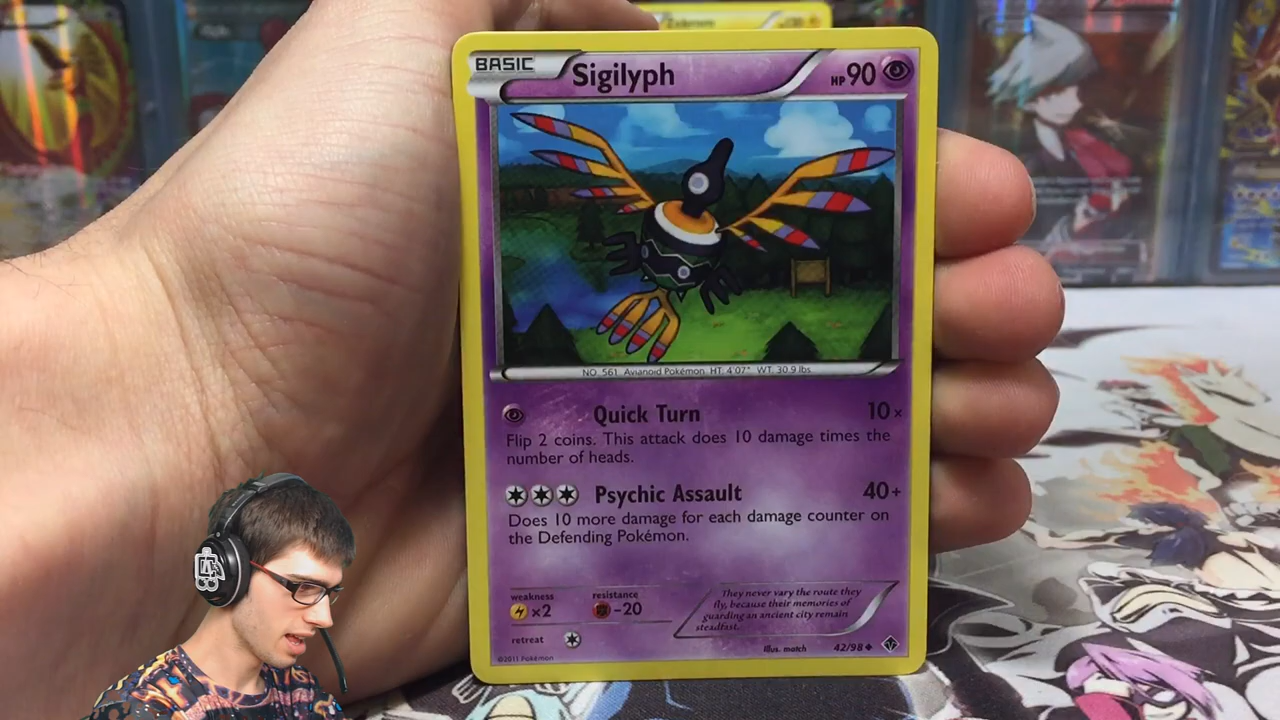 BASIC Sigilyph HP 90
NO. 561 Avianoid Pokémon HT: 4'07" WT: 30.9 lbs.
Quick Turn 10×
Flip 2 coins. This attack does 10 damage times the
number of heads.
Psychic Assault 40+
Does 10 more damage for each damage counter on
the Defending Pokémon.
weakness
×2
resistance
-20
retreat
They never vary the route they
fly, because their memories of
guarding an ancient city remain
steadfast.
©2011 Pokémon
Illus. match 42/98